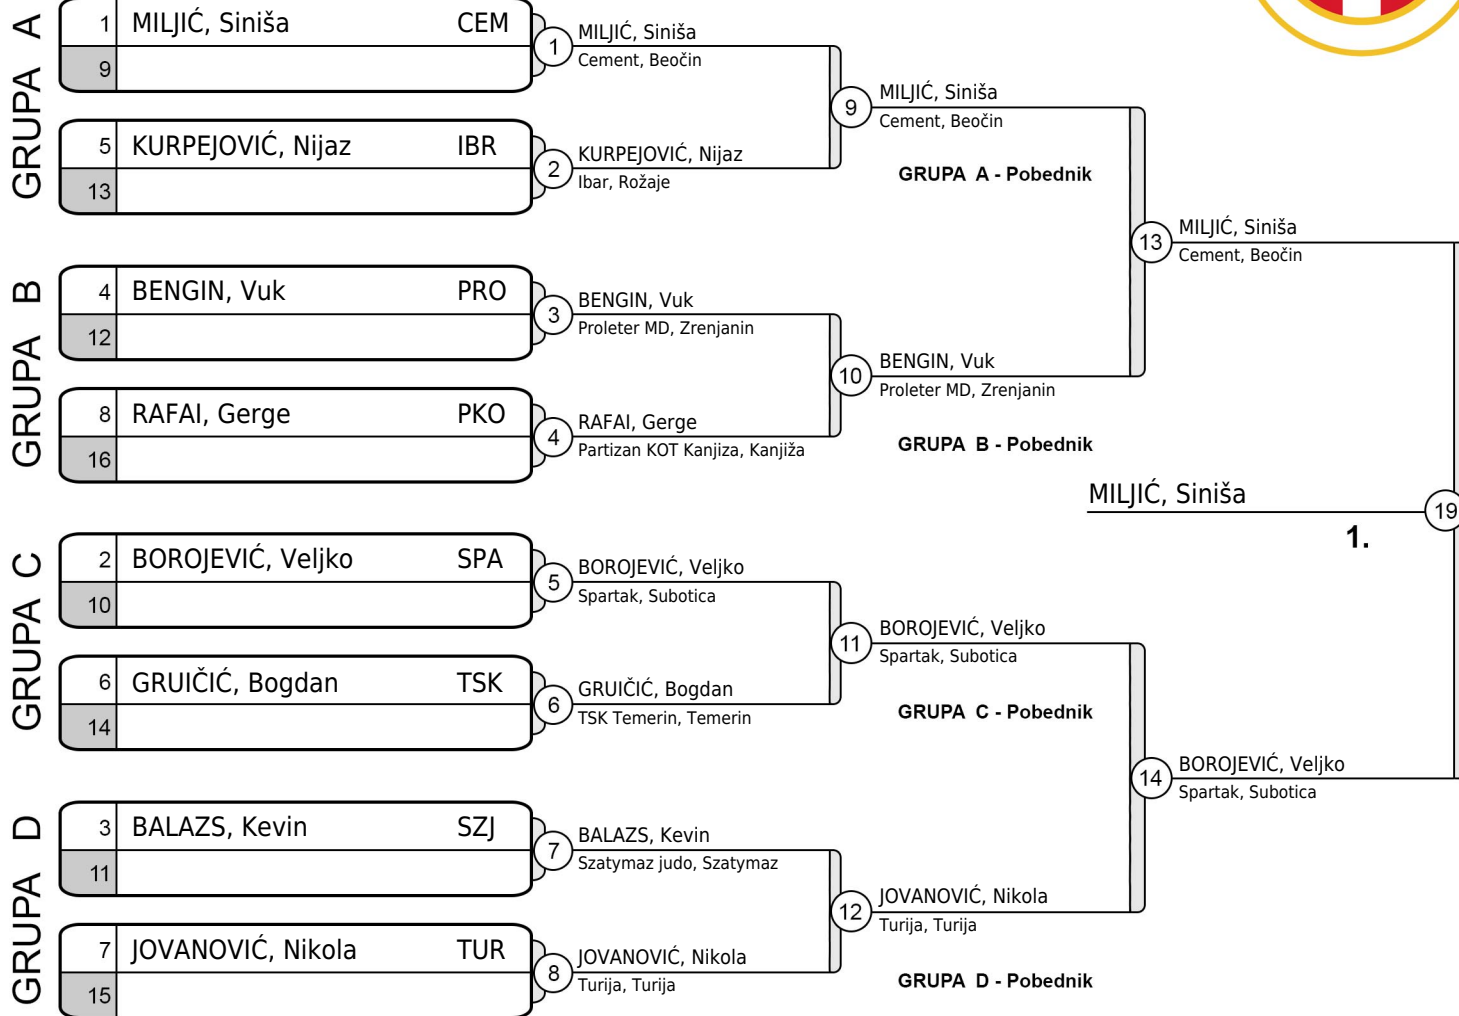 GRUPA A
1 MILJIĆ, Siniša CEM
9
5 KURPEJOVIĆ, Nijaz IBR
13
1
MILJIĆ, Siniša
Cement, Beočin
2
KURPEJOVIĆ, Nijaz
Ibar, Rožaje
9
MILJIĆ, Siniša
Cement, Beočin
GRUPA A - Pobednik
GRUPA B
4 BENGIN, Vuk PRO
12
8 RAFAI, Gerge PKO
16
3
BENGIN, Vuk
Proleter MD, Zrenjanin
4
RAFAI, Gerge
Partizan KOT Kanjiza, Kanjiža
10
BENGIN, Vuk
Proleter MD, Zrenjanin
GRUPA B - Pobednik
13
MILJIĆ, Siniša
Cement, Beočin
MILJIĆ, Siniša
19
1.
GRUPA C
2 BOROJEVIĆ, Veljko SPA
10
6 GRUIČIĆ, Bogdan TSK
14
5
BOROJEVIĆ, Veljko
Spartak, Subotica
6
GRUIČIĆ, Bogdan
TSK Temerin, Temerin
11
BOROJEVIĆ, Veljko
Spartak, Subotica
GRUPA C - Pobednik
GRUPA D
3 BALAZS, Kevin SZJ
11
7 JOVANOVIĆ, Nikola TUR
15
7
BALAZS, Kevin
Szatymaz judo, Szatymaz
8
JOVANOVIĆ, Nikola
Turija, Turija
12
JOVANOVIĆ, Nikola
Turija, Turija
GRUPA D - Pobednik
14
BOROJEVIĆ, Veljko
Spartak, Subotica